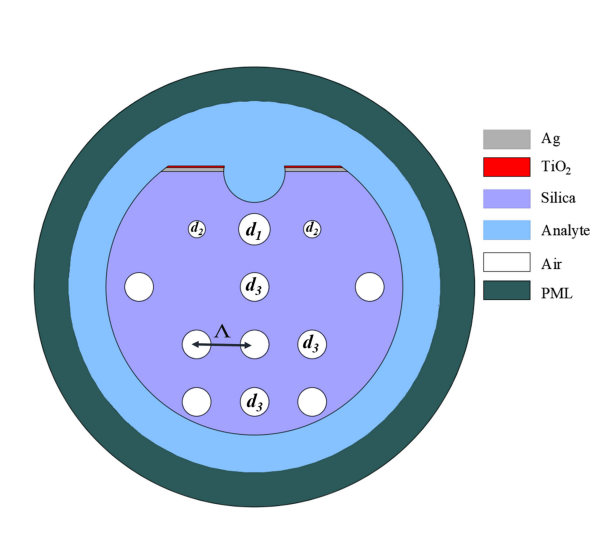 Ag
TiO₂
Silica
Analyte
Air
PML
d₂ d₁ d₂
d₃
Λ
d₃
d₃